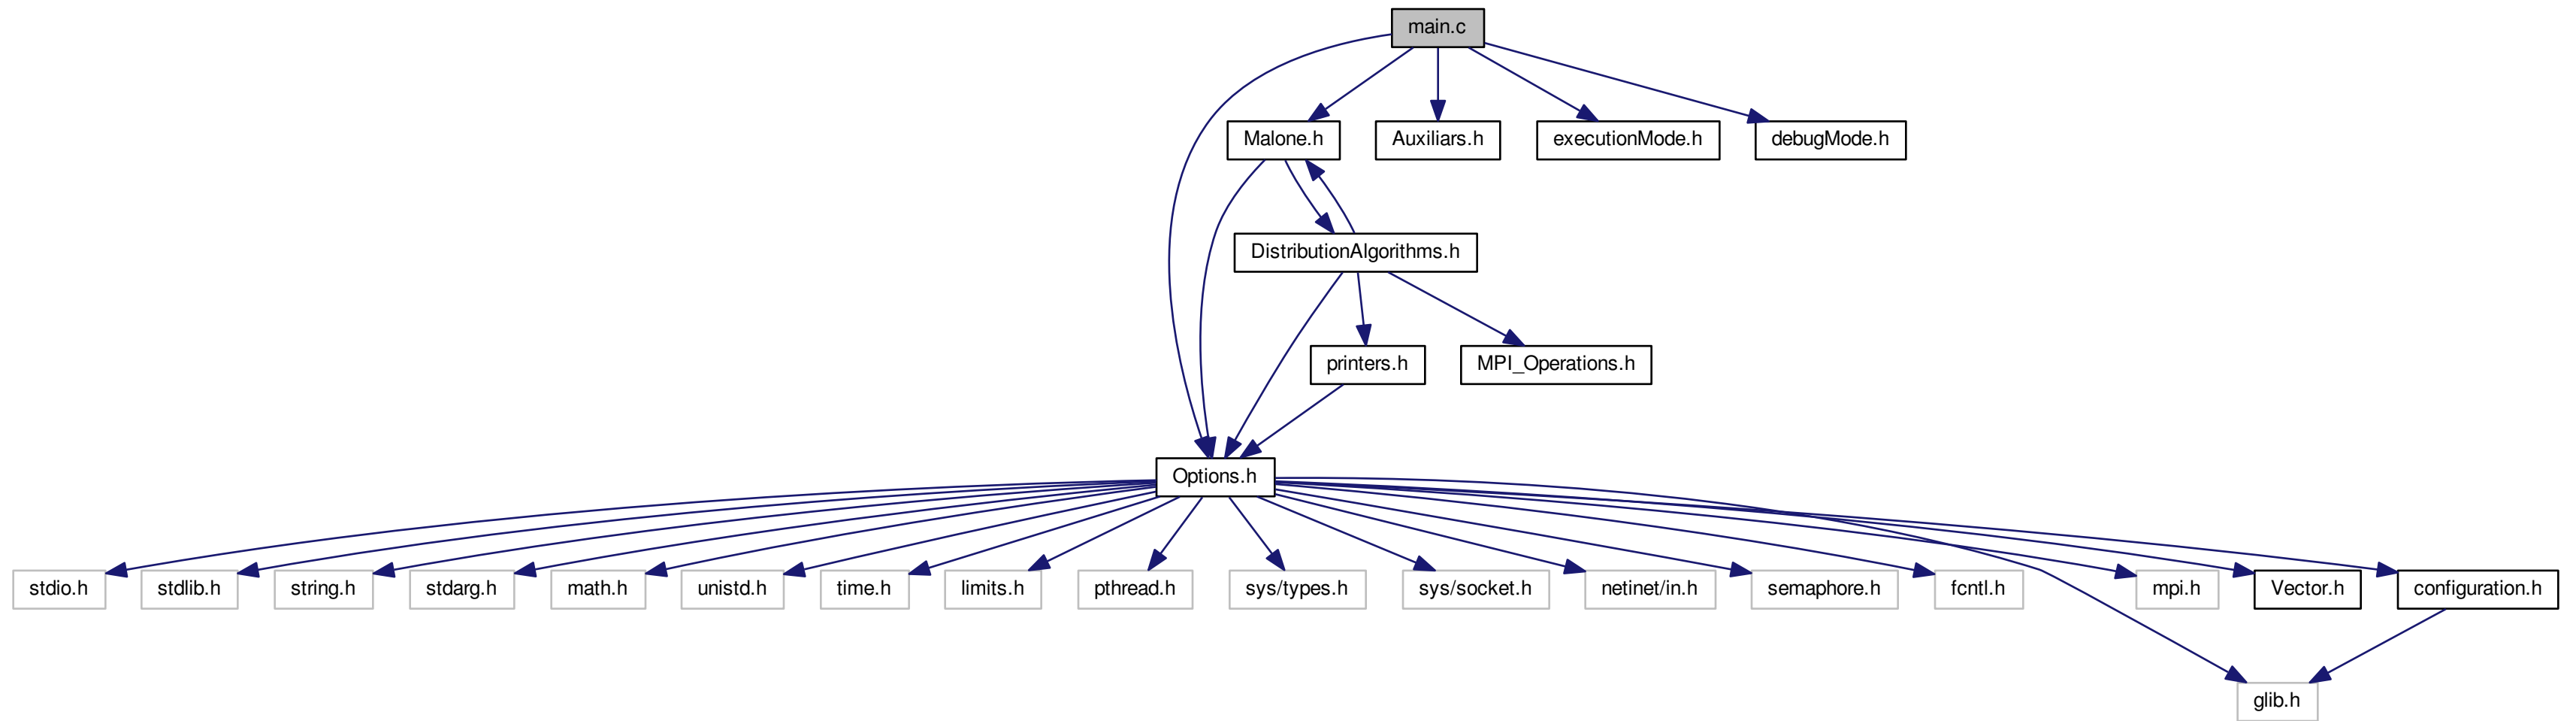 main.c
Malone.h
Auxiliars.h
executionMode.h
debugMode.h
DistributionAlgorithms.h
printers.h
MPI_Operations.h
Options.h
stdio.h
stdlib.h
string.h
stdarg.h
math.h
unistd.h
time.h
limits.h
pthread.h
sys/types.h
sys/socket.h
netinet/in.h
semaphore.h
fcntl.h
mpi.h
Vector.h
configuration.h
glib.h